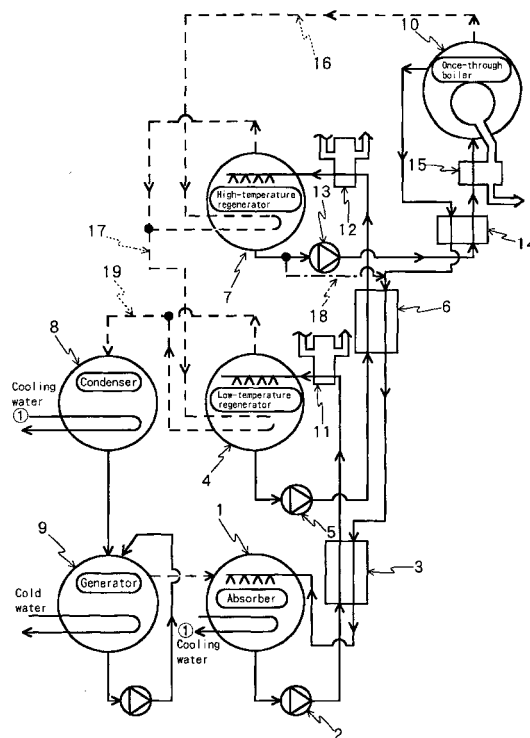 10
16
Once-through
boiler
15
12
13
High-temperature
regenerator
14
17
7
18
6
19
8
Condenser
Cooling
water
①
Low-temperature
regenerator
11
4
5
9
1
3
Generator
Absorber
Cold
water
①
Cooling
water
2